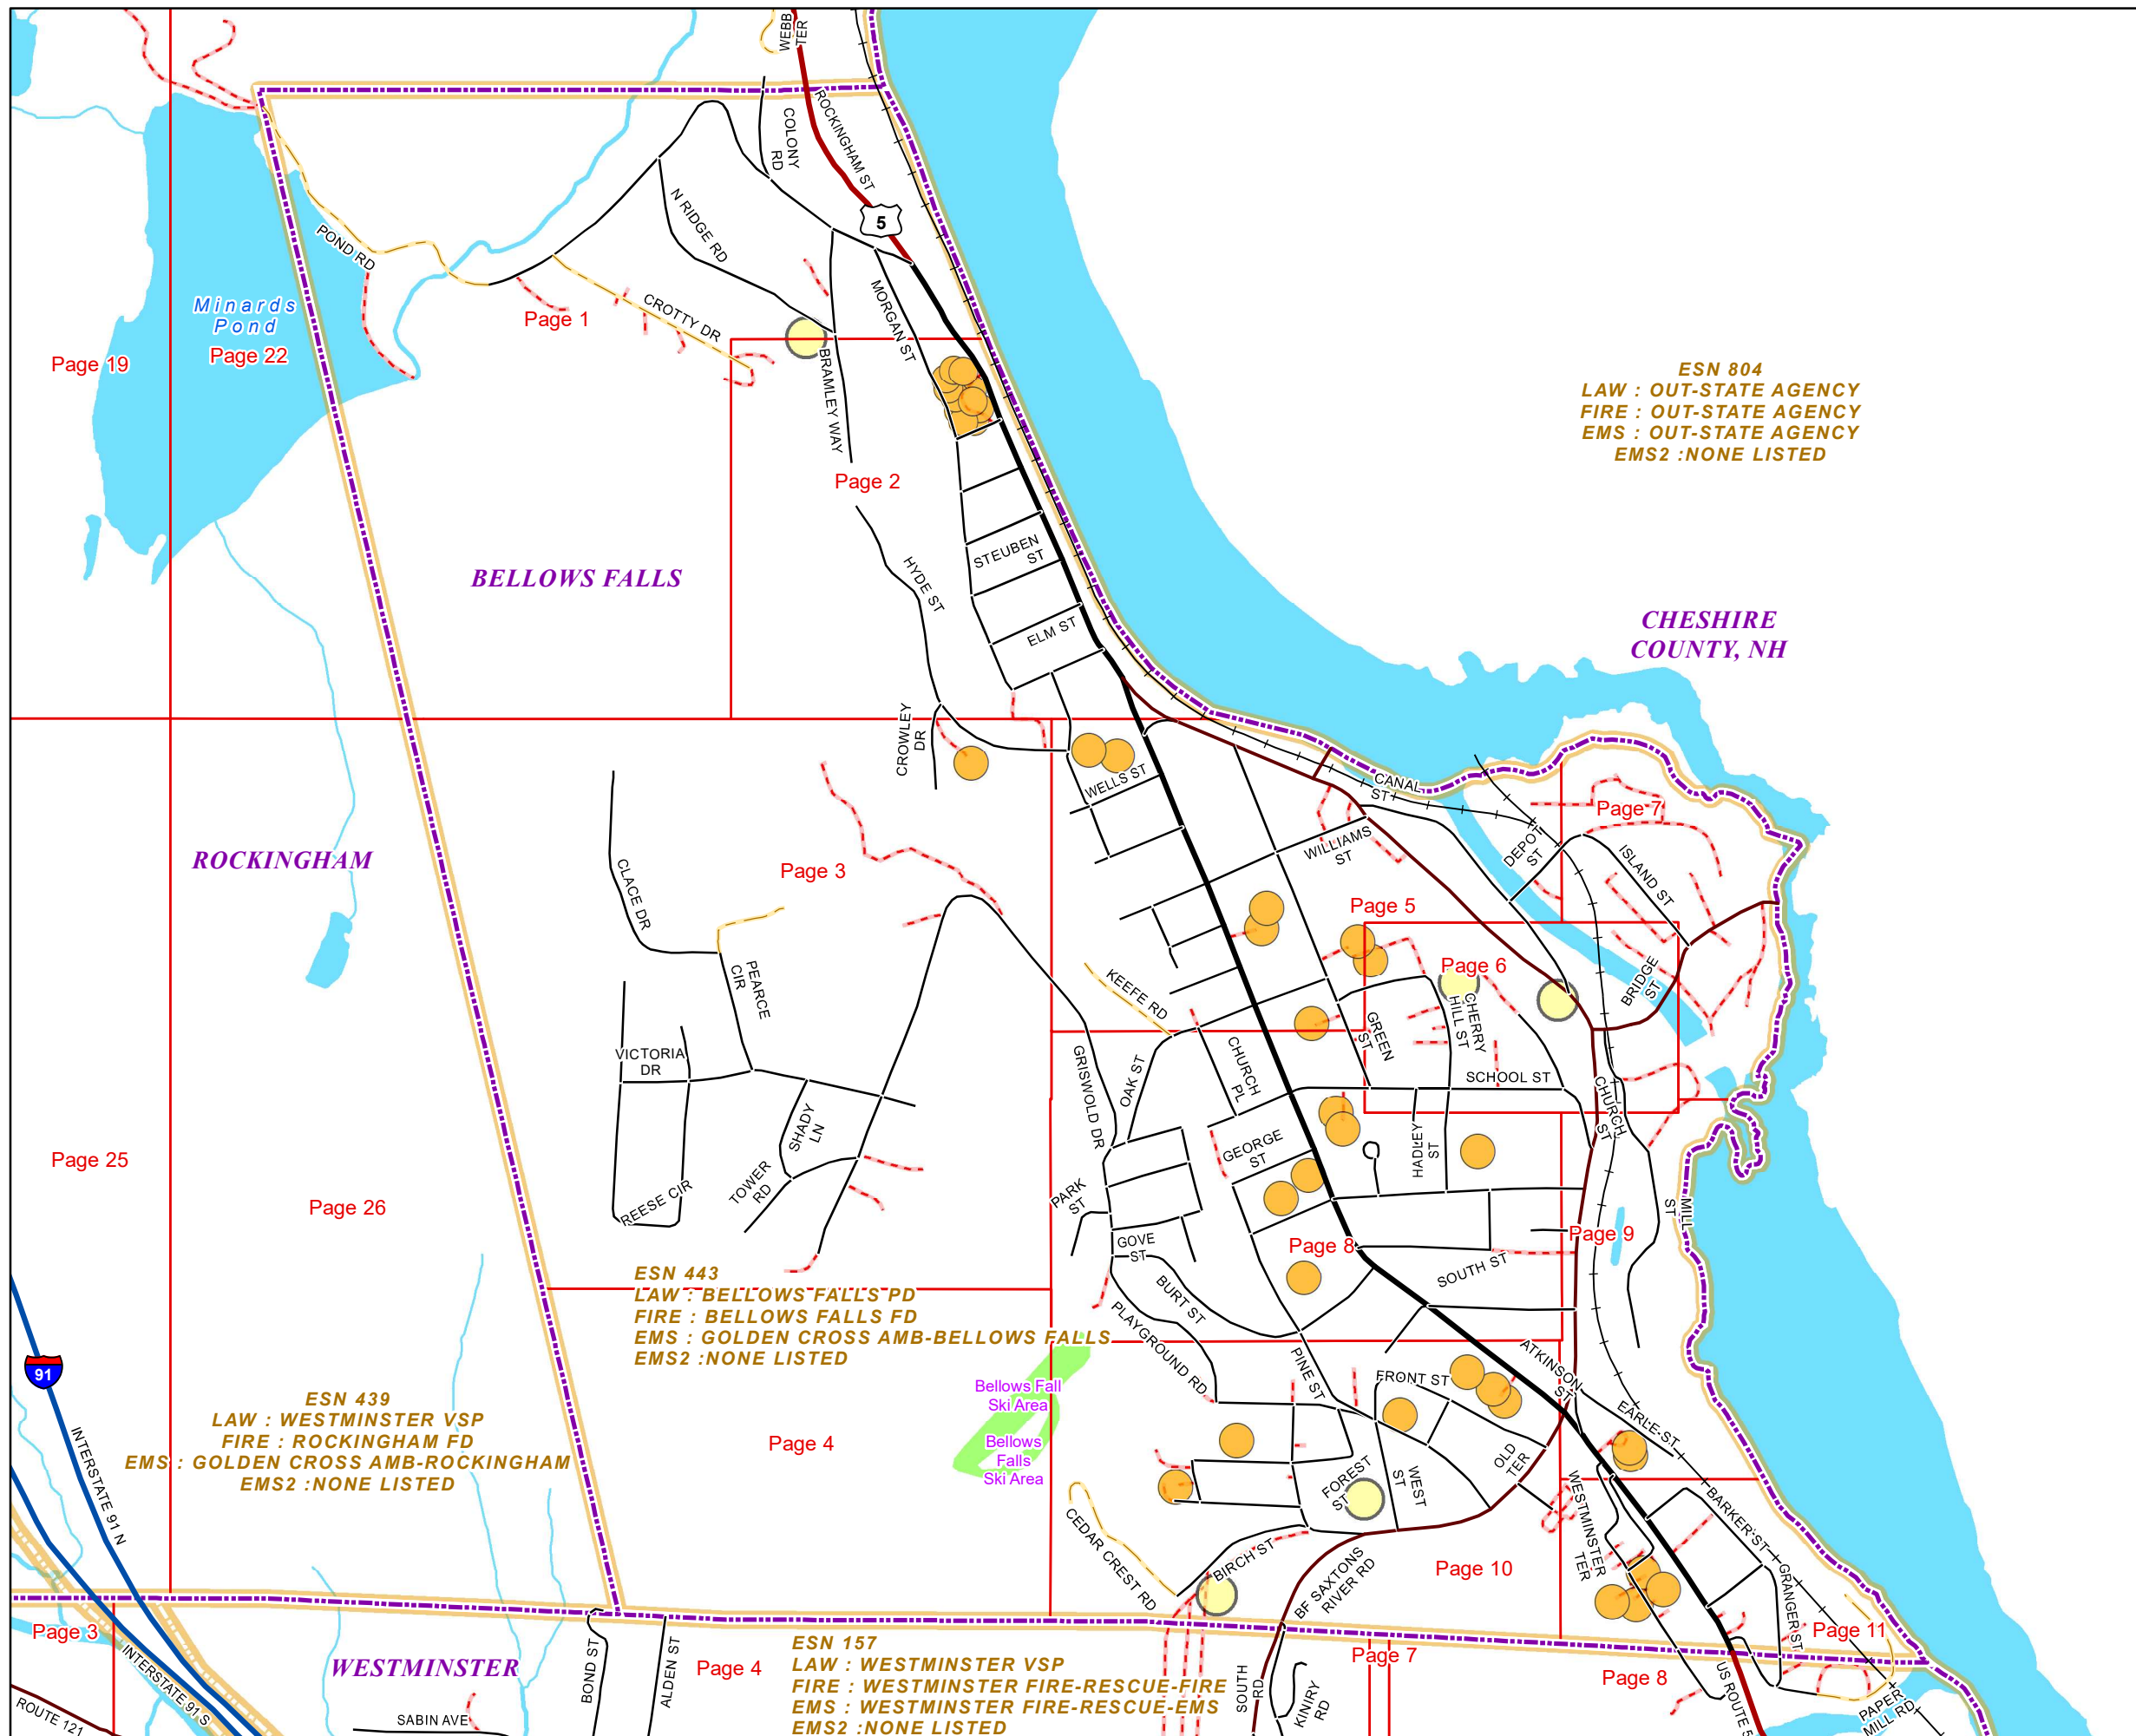 WEBB
TER
ROCKINGHAM ST
COLONY
RD
5
N RIDGE RD
POND RD
Minards
Pond
Page 19
Page 22
Page 1
CROTTY DR
MORGAN ST
BRAMLEY WAY
Page 2
ESN 804
LAW : OUT-STATE AGENCY
FIRE : OUT-STATE AGENCY
EMS : OUT-STATE AGENCY
EMS2 :NONE LISTED
BELLOWS FALLS
STEUBEN
ST
HYDE ST
ELM ST
CHESHIRE
COUNTY, NH
CROWLEY
DR
WELLS ST
CANAL
ST
Page 7
ROCKINGHAM
CLACE DR
Page 3
WILLIAMS
ST
DEPOT
ST
ISLAND ST
Page 5
PEARCE
CIR
KEEFE RD
Page 6
BRIDGE
ST
CHERRY
HILL ST
GREEN
ST
VICTORIA
DR
GRISWOLD DR
OAK ST
CHURCH
PL
SCHOOL ST
CHURCH
ST
SHADY
LN
GEORGE
ST
HADLEY
ST
Page 25
Page 26
REESE CIR
TOWER
RD
PARK
ST
GOVE
ST
Page 8
Page 9
MILL
ST
SOUTH ST
ESN 443
LAW : BELLOWS FALLS PD
FIRE : BELLOWS FALLS FD
EMS : GOLDEN CROSS AMB-BELLOWS FALLS
EMS2 :NONE LISTED
BURT ST
PLAYGROUND RD
PINE ST
FRONT ST
ATKINSON
ST
EARLE ST
91
INTERSTATE 91 N
ESN 439
LAW : WESTMINSTER VSP
FIRE : ROCKINGHAM FD
EMS : GOLDEN CROSS AMB-ROCKINGHAM
EMS2 :NONE LISTED
Bellows Fall
Ski Area
Bellows
Falls
Ski Area
Page 4
OLD
TER
FOREST
ST
WEST
ST
WESTMINSTER
TER
BARKER ST
CEDAR CREST RD
BIRCH ST
BF SAXTONS
RIVER RD
Page 10
GRANGER ST
Page 11
Page 3
INTERSTATE 91 S
ROUTE 121
WESTMINSTER
SABIN AVE
BOND ST
ALDEN ST
Page 4
ESN 157
LAW : WESTMINSTER VSP
FIRE : WESTMINSTER FIRE-RESCUE-FIRE
EMS : WESTMINSTER FIRE-RESCUE-EMS
EMS2 :NONE LISTED
SOUTH
RD
KINIRY
RD
Page 7
Page 8
US ROUTE 5
PAPER
MILL RD